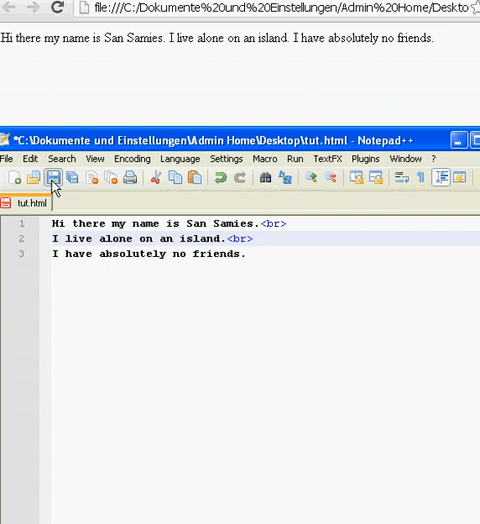 file:///C:/Dokumente%20und%20Einstellungen/Admin%20Home/Deskto
Hi there my name is San Samies. I live alone on an island. I have absolutely no friends.
*C:\Dokumente und Einstellungen\Admin Home\Desktop\tut.html - Notepad++
File Edit Search View Encoding Language Settings Macro Run TextFX Plugins Window ?
tut.html
1 Hi there my name is San Samies.<br>
2 I live alone on an island.<br>
3 I have absolutely no friends.